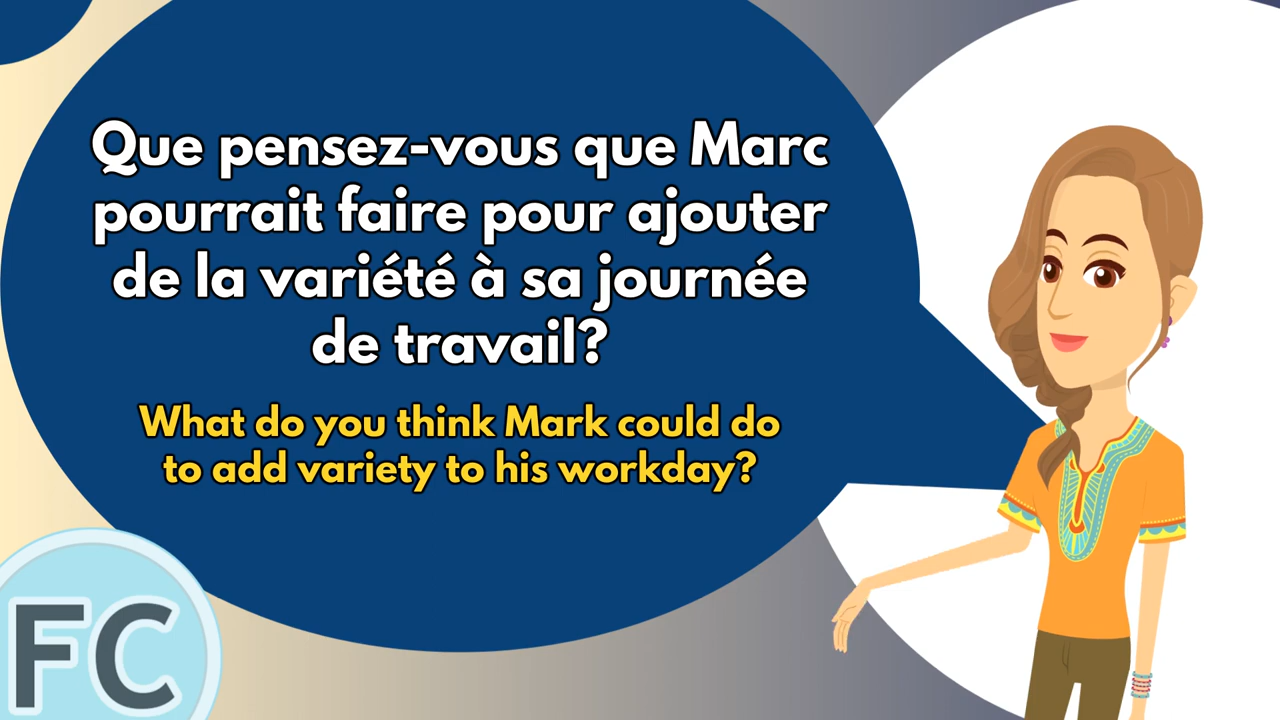 Que pensez-vous que Marc
pourrait faire pour ajouter
de la variété à sa journée
de travail?
What do you think Mark could do
to add variety to his workday?
FC